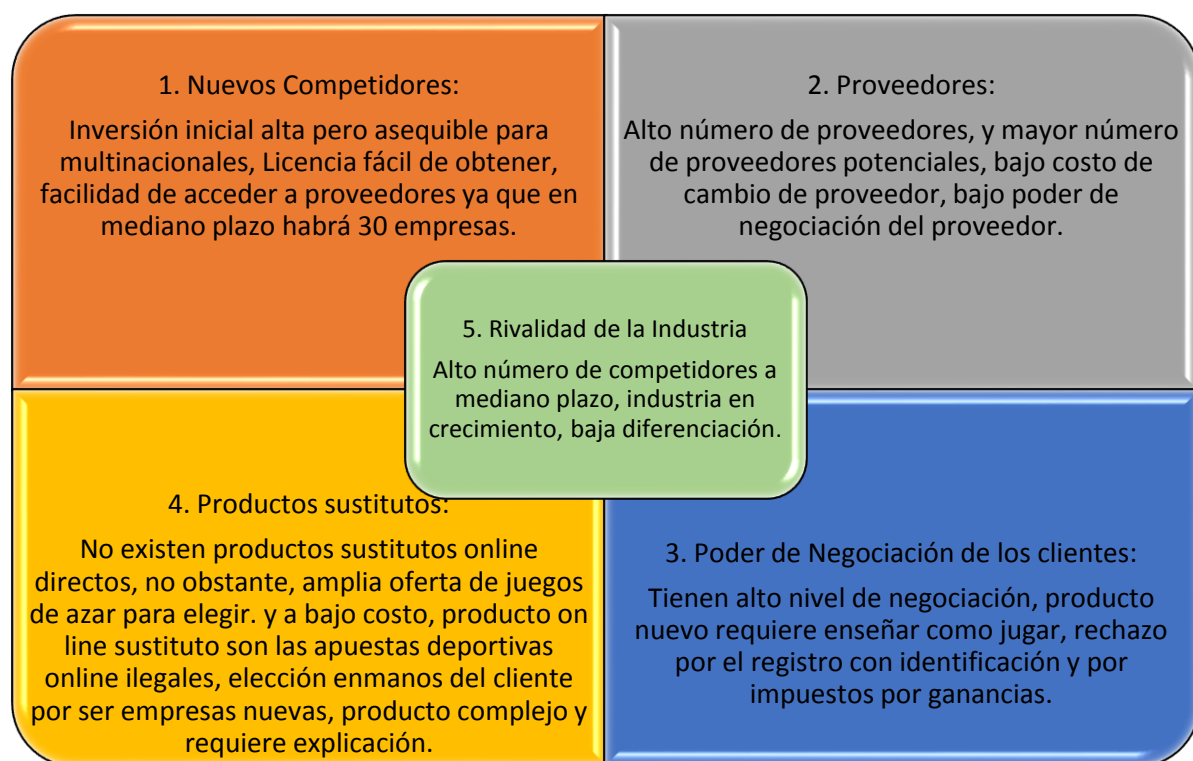 1. Nuevos Competidores:
Inversión inicial alta pero asequible para
multinacionales, Licencia fácil de obtener,
facilidad de acceder a proveedores ya que en
mediano plazo habrá 30 empresas.
2. Proveedores:
Alto número de proveedores, y mayor número
de proveedores potenciales, bajo costo de
cambio de proveedor, bajo poder de
negociación del proveedor.
5. Rivalidad de la Industria
Alto número de competidores a
mediano plazo, industria en
crecimiento, baja diferenciación.
4. Productos sustitutos:
No existen productos sustitutos online
directos, no obstante, amplia oferta de juegos
de azar para elegir. y a bajo costo, producto on
line sustituto son las apuestas deportivas
online ilegales, elección enmanos del cliente
por ser empresas nuevas, producto complejo y
requiere explicación.
3. Poder de Negociación de los clientes:
Tienen alto nivel de negociación, producto
nuevo requiere enseñar como jugar, rechazo
por el registro con identificación y por
impuestos por ganancias.